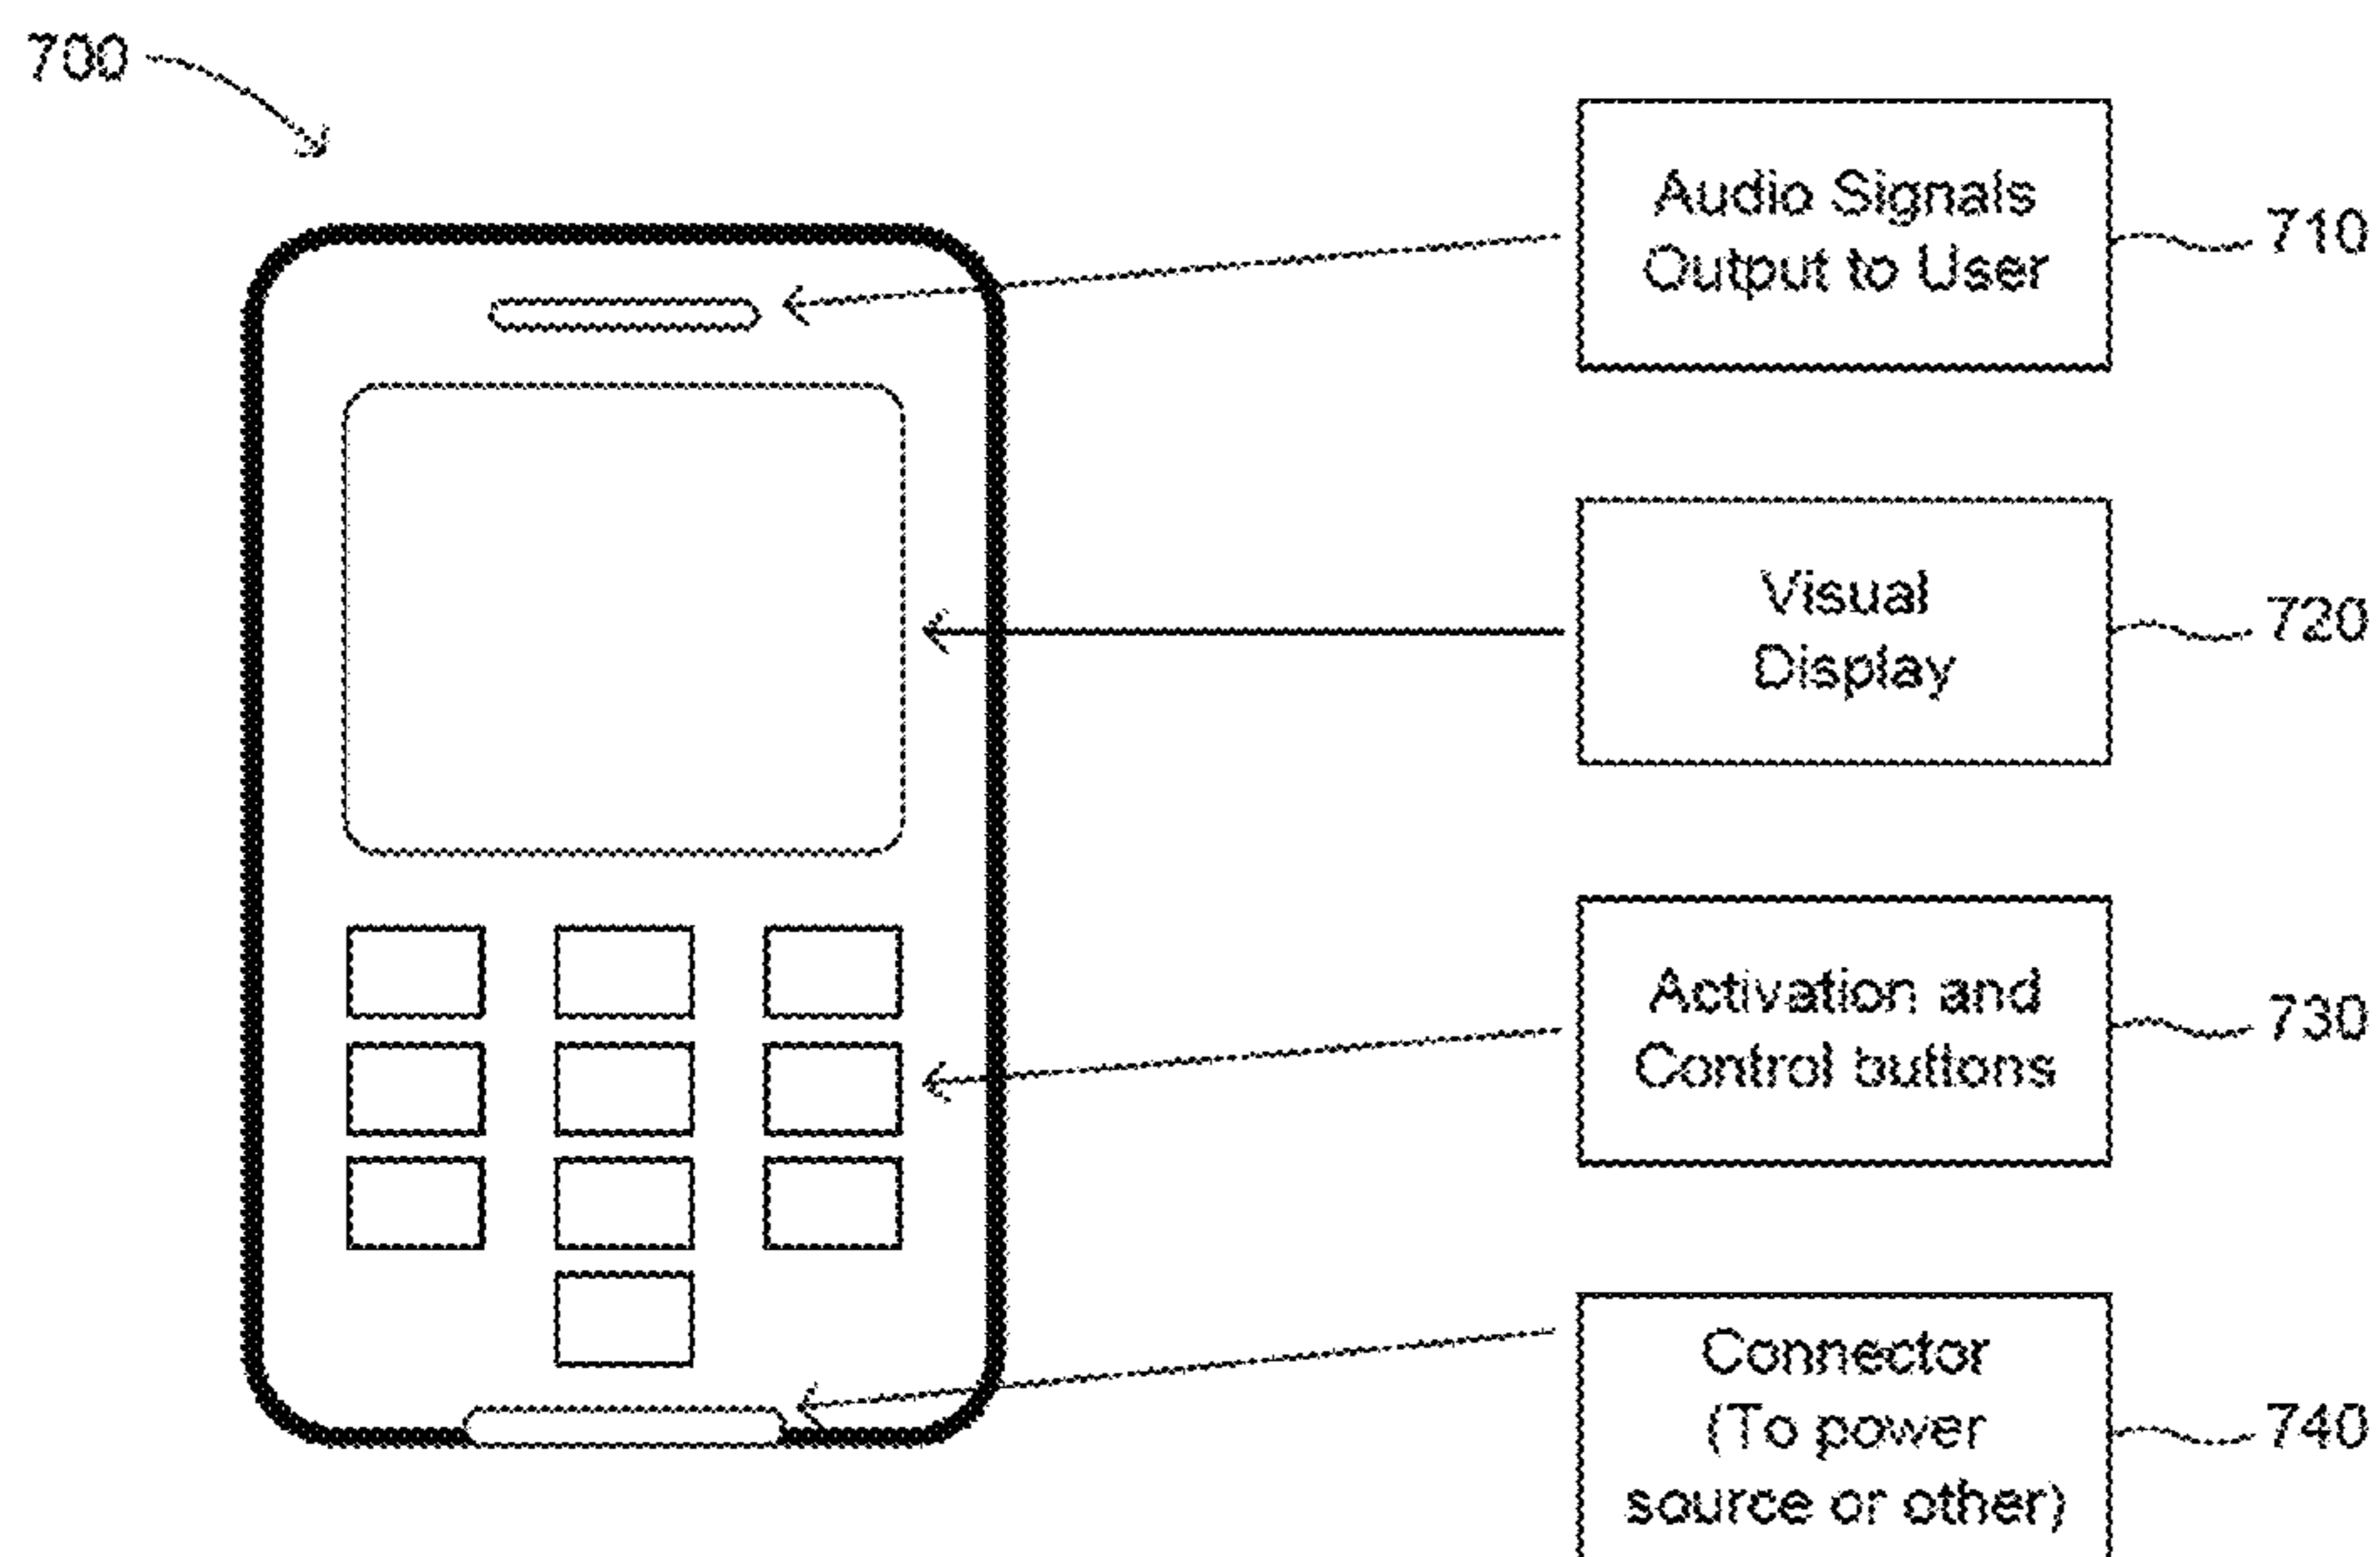 700
Audio Signals
Output to User
710
Visual
Display
720
Activation and
Control buttons
730
Connector
(To power
source or other)
740